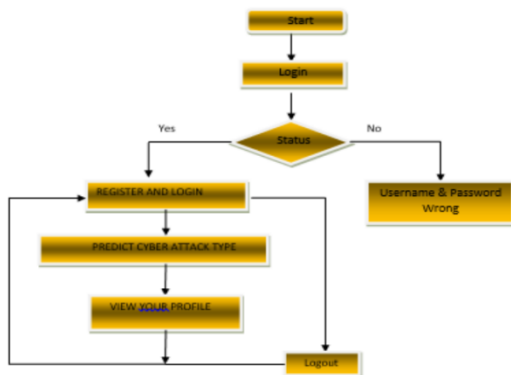 Start
Login
Status
Yes
No
REGISTER AND LOGIN
Username & Password
Wrong
PREDICT CYBER ATTACK TYPE
VIEW YOUR PROFILE
Logout